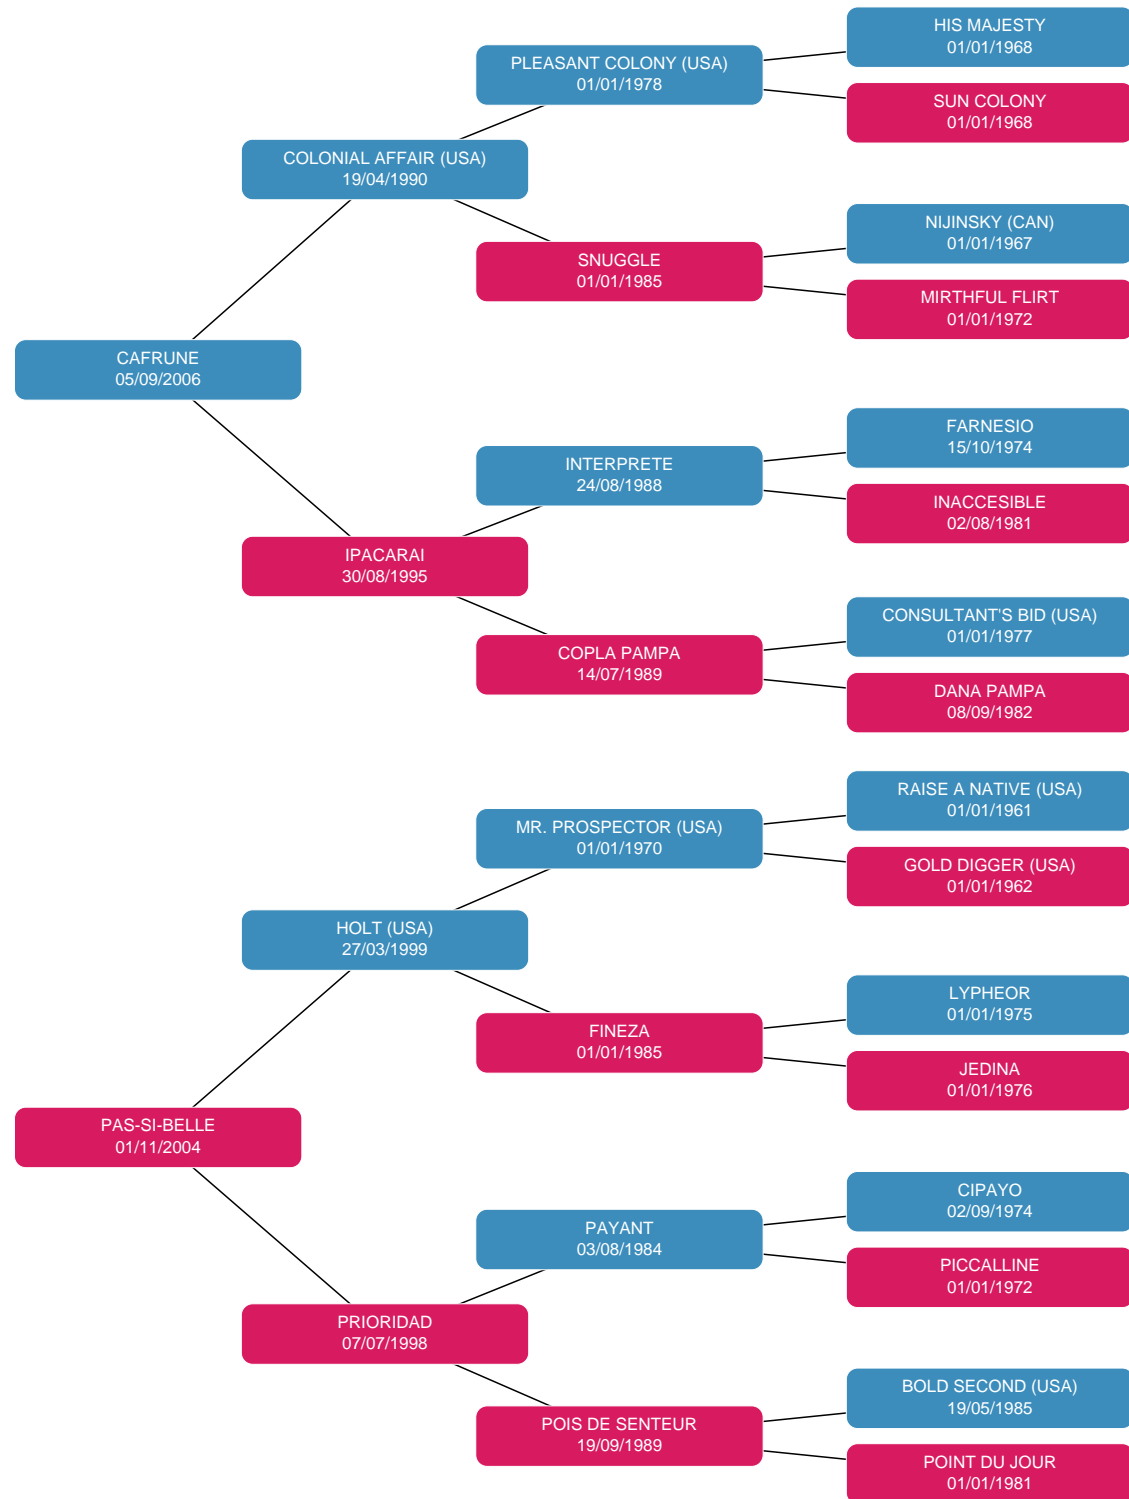 HIS MAJESTY
01/01/1968
PLEASANT COLONY (USA)
01/01/1978
SUN COLONY
01/01/1968
COLONIAL AFFAIR (USA)
19/04/1990
NIJINSKY (CAN)
01/01/1967
SNUGGLE
01/01/1985
MIRTHFUL FLIRT
01/01/1972
CAFRUNE
05/09/2006
FARNESIO
15/10/1974
INTERPRETE
24/08/1988
INACCESIBLE
02/08/1981
IPACARAI
30/08/1995
CONSULTANT'S BID (USA)
01/01/1977
COPLA PAMPA
14/07/1989
DANA PAMPA
08/09/1982
RAISE A NATIVE (USA)
01/01/1961
MR. PROSPECTOR (USA)
01/01/1970
GOLD DIGGER (USA)
01/01/1962
HOLT (USA)
27/03/1999
LYPHEOR
01/01/1975
FINEZA
01/01/1985
JEDINA
01/01/1976
PAS-SI-BELLE
01/11/2004
CIPAYO
02/09/1974
PAYANT
03/08/1984
PICCALLINE
01/01/1972
PRIORIDAD
07/07/1998
BOLD SECOND (USA)
19/05/1985
POIS DE SENTEUR
19/09/1989
POINT DU JOUR
01/01/1981